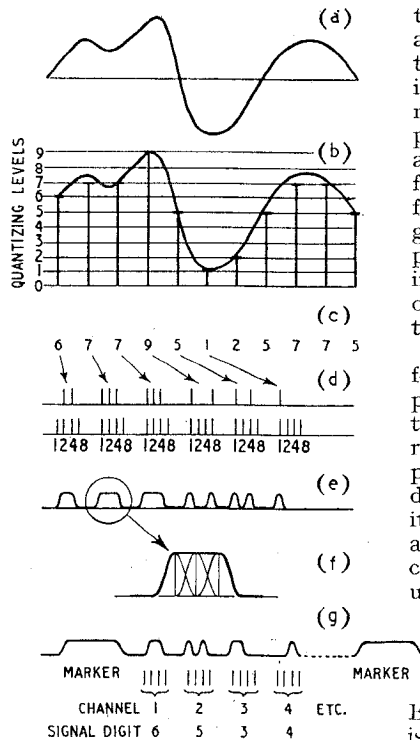 (a)
(b)
QUANTIZING LEVELS
9
8
7
6
5
4
3
2
1
0
(c)
6 7 7 9 5 1 2 5 7 7 5
(d)
1248 1248 1248 1248 1248 1248
(e)
(f)
(g)
MARKER MARKER
CHANNEL 1 2 3 4 ETC.
SIGNAL DIGIT 6 5 3 4